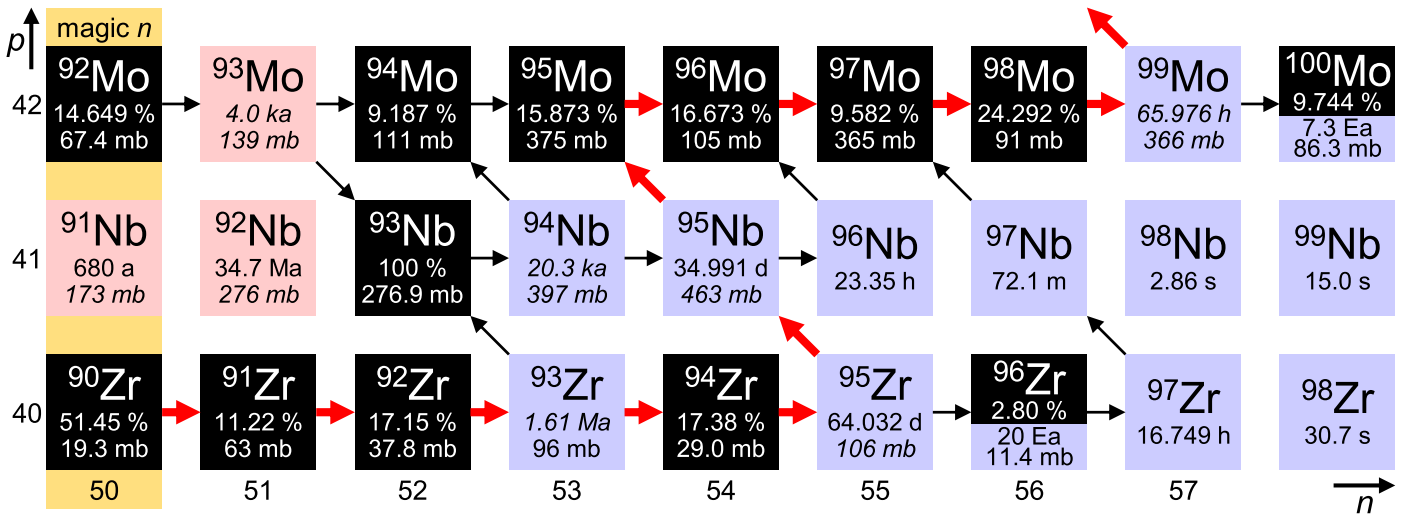 magic n
p
42
⁹²Mo
14.649 %
67.4 mb
⁹³Mo
4.0 ka
139 mb
⁹⁴Mo
9.187 %
111 mb
⁹⁵Mo
15.873 %
375 mb
⁹⁶Mo
16.673 %
105 mb
⁹⁷Mo
9.582 %
365 mb
⁹⁸Mo
24.292 %
91 mb
⁹⁹Mo
65.976 h
366 mb
¹⁰⁰Mo
9.744 %
7.3 Ea
86.3 mb
41
⁹¹Nb
680 a
173 mb
⁹²Nb
34.7 Ma
276 mb
⁹³Nb
100 %
276.9 mb
⁹⁴Nb
20.3 ka
397 mb
⁹⁵Nb
34.991 d
463 mb
⁹⁶Nb
23.35 h
⁹⁷Nb
72.1 m
⁹⁸Nb
2.86 s
⁹⁹Nb
15.0 s
40
⁹⁰Zr
51.45 %
19.3 mb
⁹¹Zr
11.22 %
63 mb
⁹²Zr
17.15 %
37.8 mb
⁹³Zr
1.61 Ma
96 mb
⁹⁴Zr
17.38 %
29.0 mb
⁹⁵Zr
64.032 d
106 mb
⁹⁶Zr
2.80 %
20 Ea
11.4 mb
⁹⁷Zr
16.749 h
⁹⁸Zr
30.7 s
50 51 52 53 54 55 56 57 n